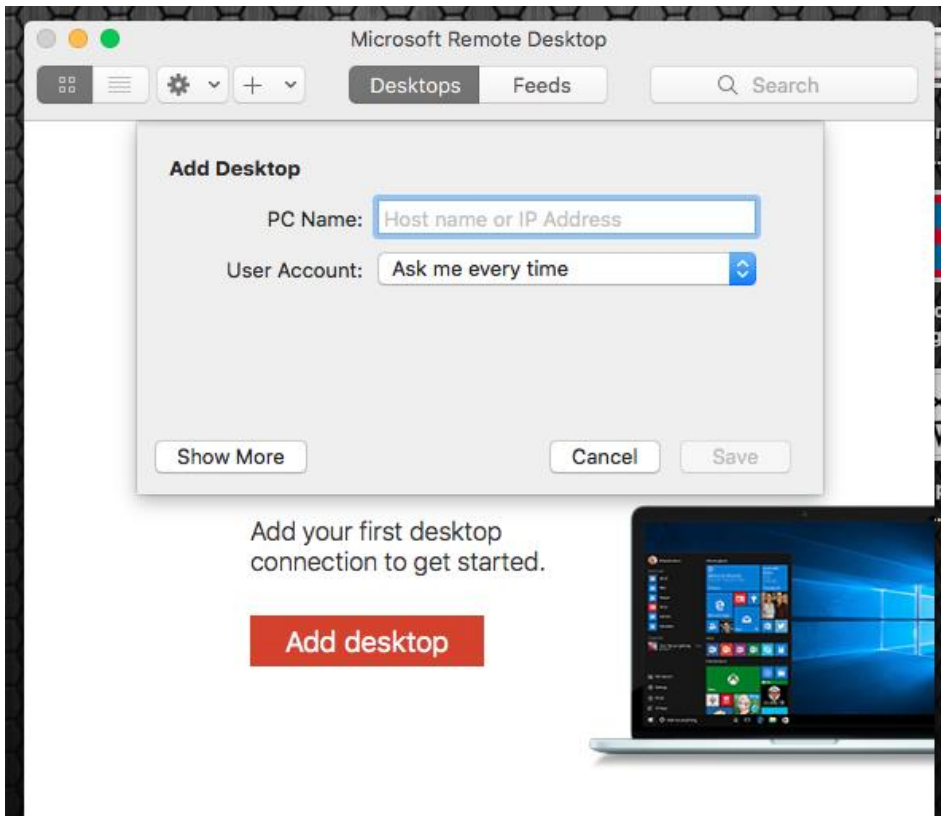 Microsoft Remote Desktop
Desktops Feeds Search
Add Desktop
PC Name: Host name or IP Address
User Account: Ask me every time
Show More Cancel Save
Add your first desktop
connection to get started.
Add desktop